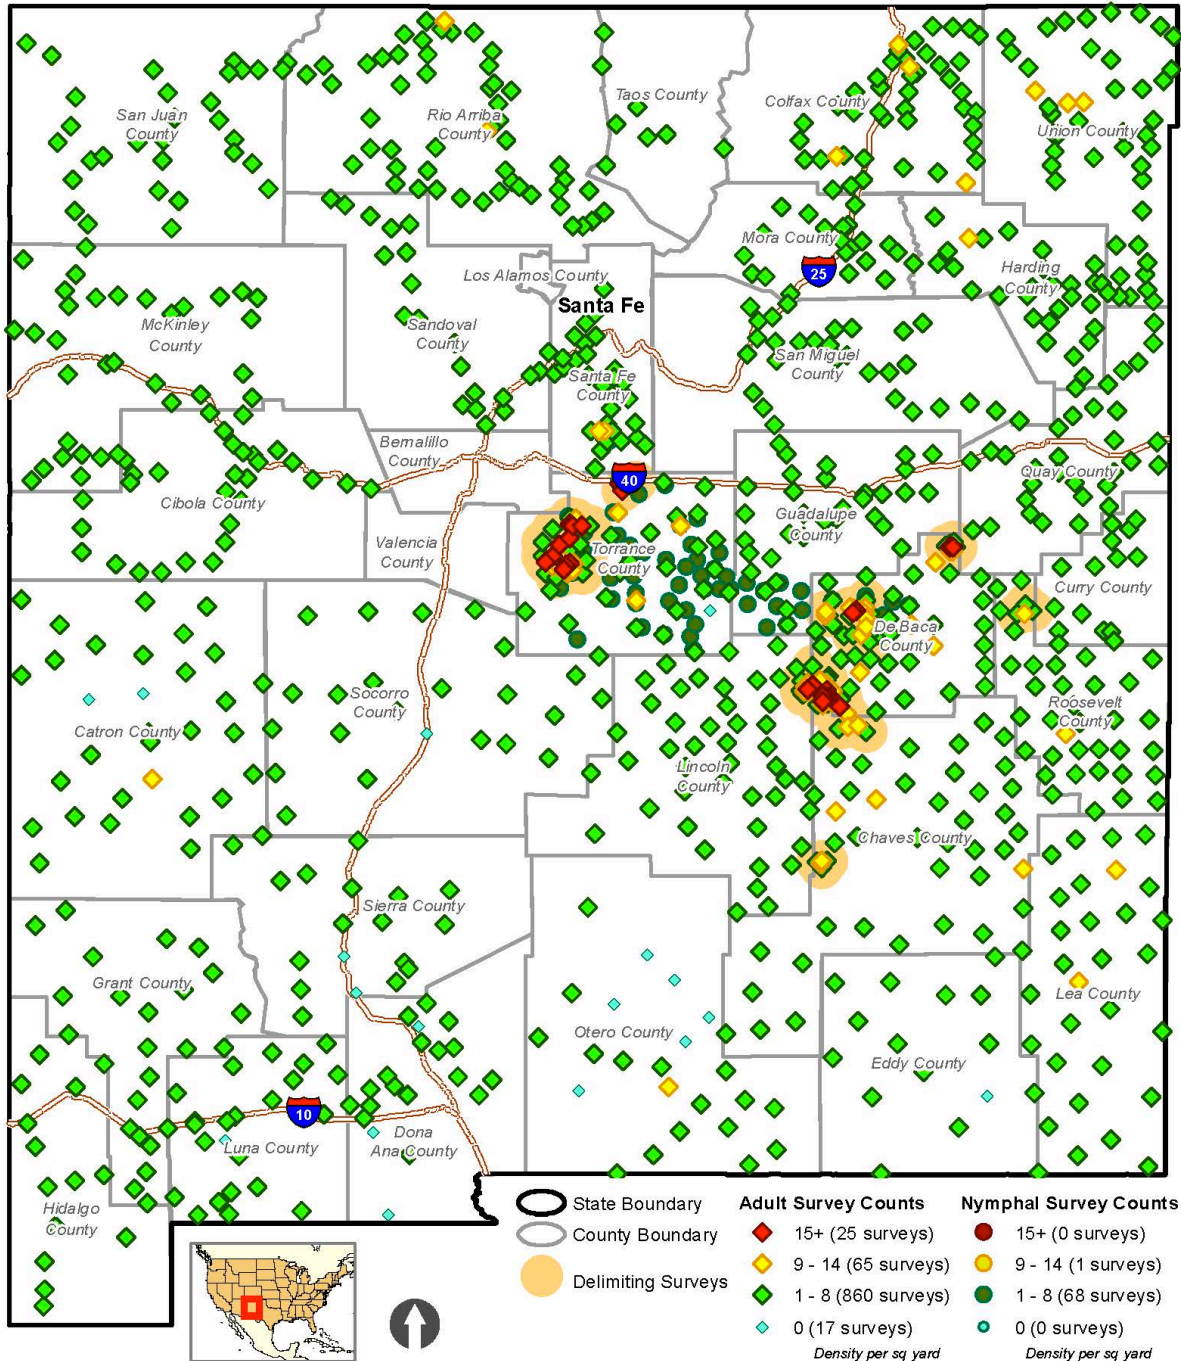 San Juan
County
Rio Arriba
County
Taos County
Colfax County
Union County
Mora County
25
Los Alamos County
Harding
County
Santa Fe
McKinley
County
Sandoval
County
San Miguel
County
Santa Fe
County
Bernalillo
County
40
Quay County
Cibola County
Guadalupe
County
Valencia
County
Torrance
County
Curry County
De Baca
County
Socorro
County
Roosevelt
County
Catron County
Lincoln
County
Chaves County
Sierra County
Grant County
Lea County
Otero County
Eddy County
10
Dona
Ana County
Luna County
Hidalgo
County
State Boundary
County Boundary
Delimiting Surveys
Adult Survey Counts
15+ (25 surveys)
9 - 14 (65 surveys)
1 - 8 (860 surveys)
0 (17 surveys)
Density per sq yard
Nymphal Survey Counts
15+ (0 surveys)
9 - 14 (1 surveys)
1 - 8 (68 surveys)
0 (0 surveys)
Density per sq yard